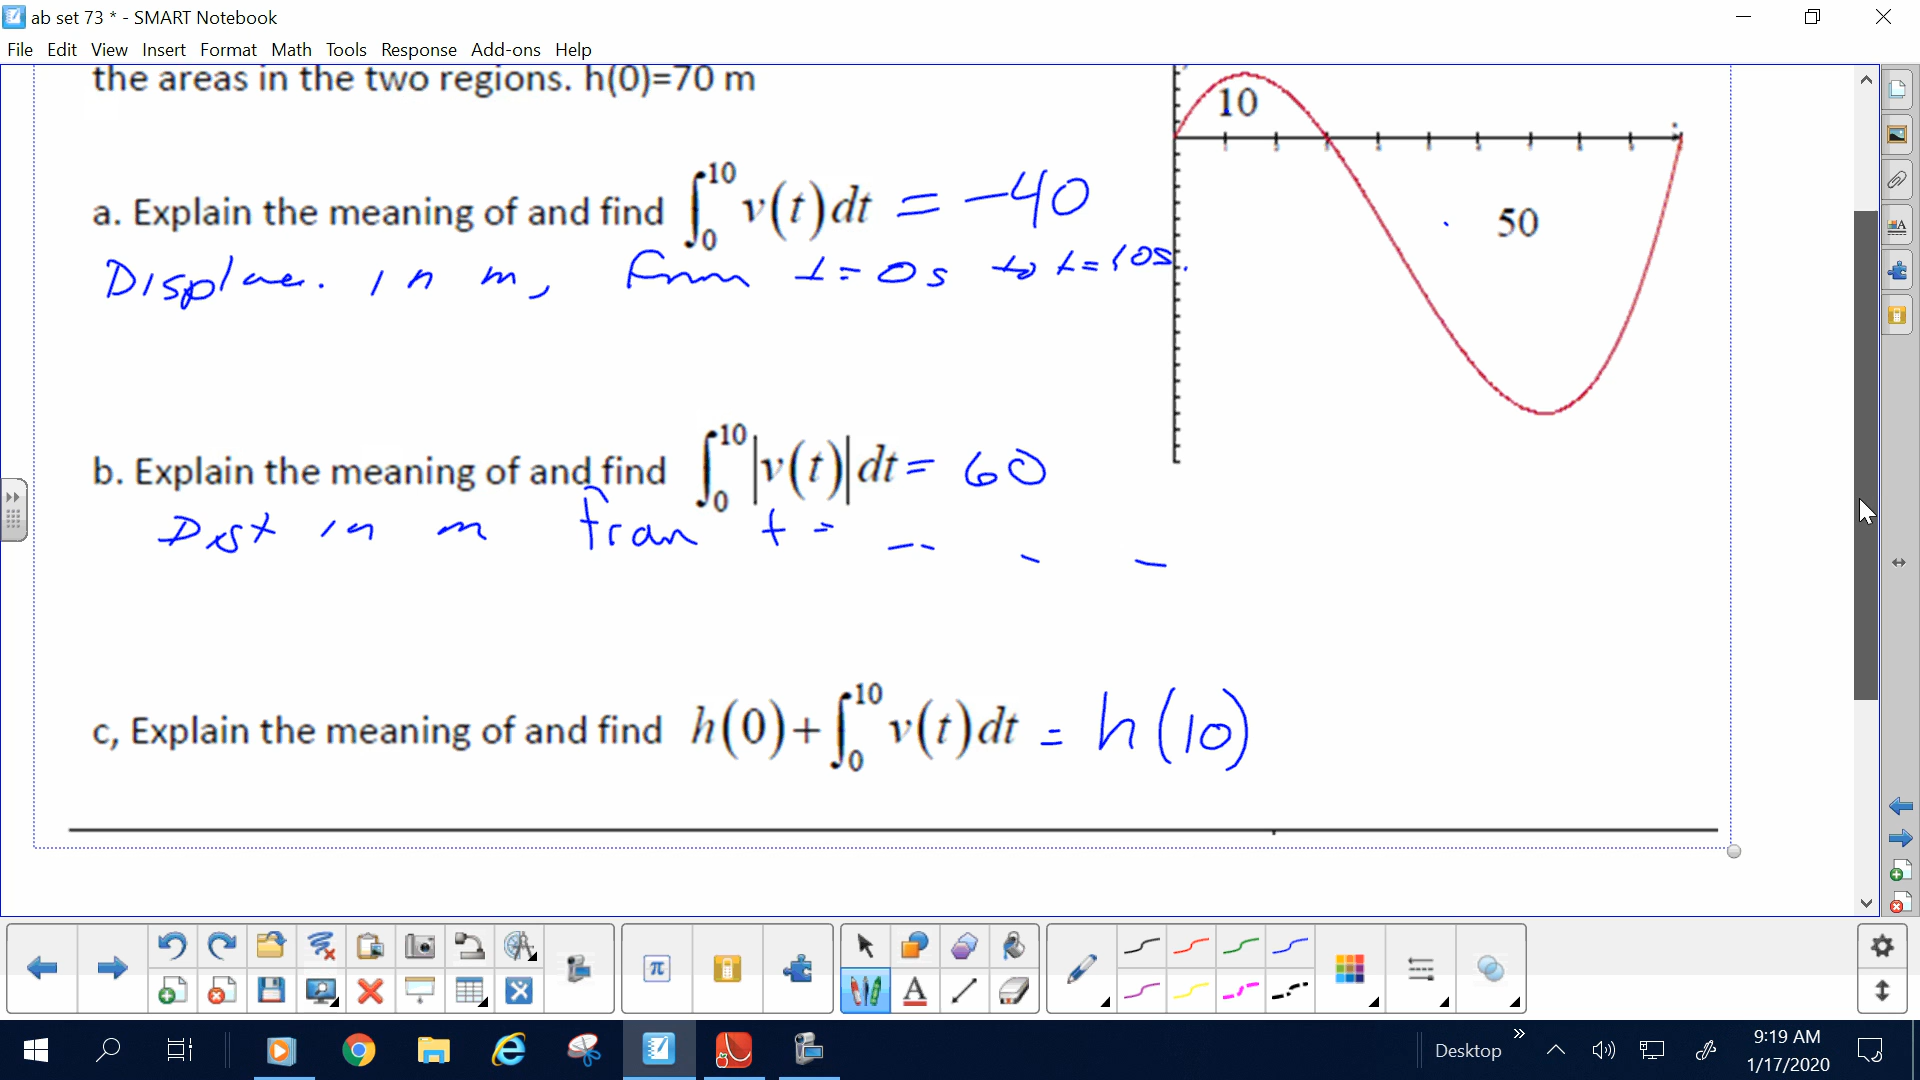 ab set 73 * - SMART Notebook
File Edit View Insert Format Math Tools Response Add-ons Help
the areas in the two regions. h(0)=70 m
10
50
a. Explain the meaning of and find ∫₀¹⁰ v(t)dt = -40
Displace. in m, from t=0s to t=10s.
b. Explain the meaning of and find ∫₀¹⁰ |v(t)|dt = 60
Dist in m from t = -- - -
c, Explain the meaning of and find h(0)+∫₀¹⁰ v(t)dt = h(10)
π
A
Desktop
9:19 AM
1/17/2020